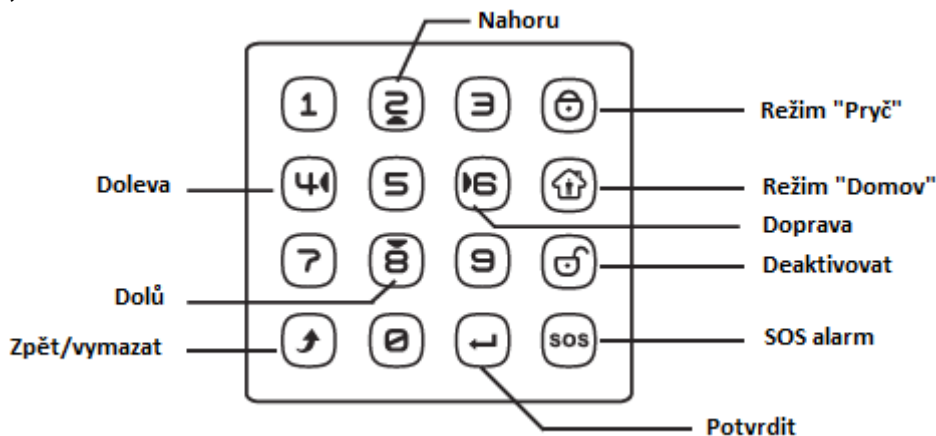 Nahoru
1 2 3
Režim "Pryč"
Doleva
4 5 6
Režim "Domov"
Doprava
7 8 9
Deaktivovat
Dolů
Zpět/vymazat
0
SOS
SOS alarm
Potvrdit